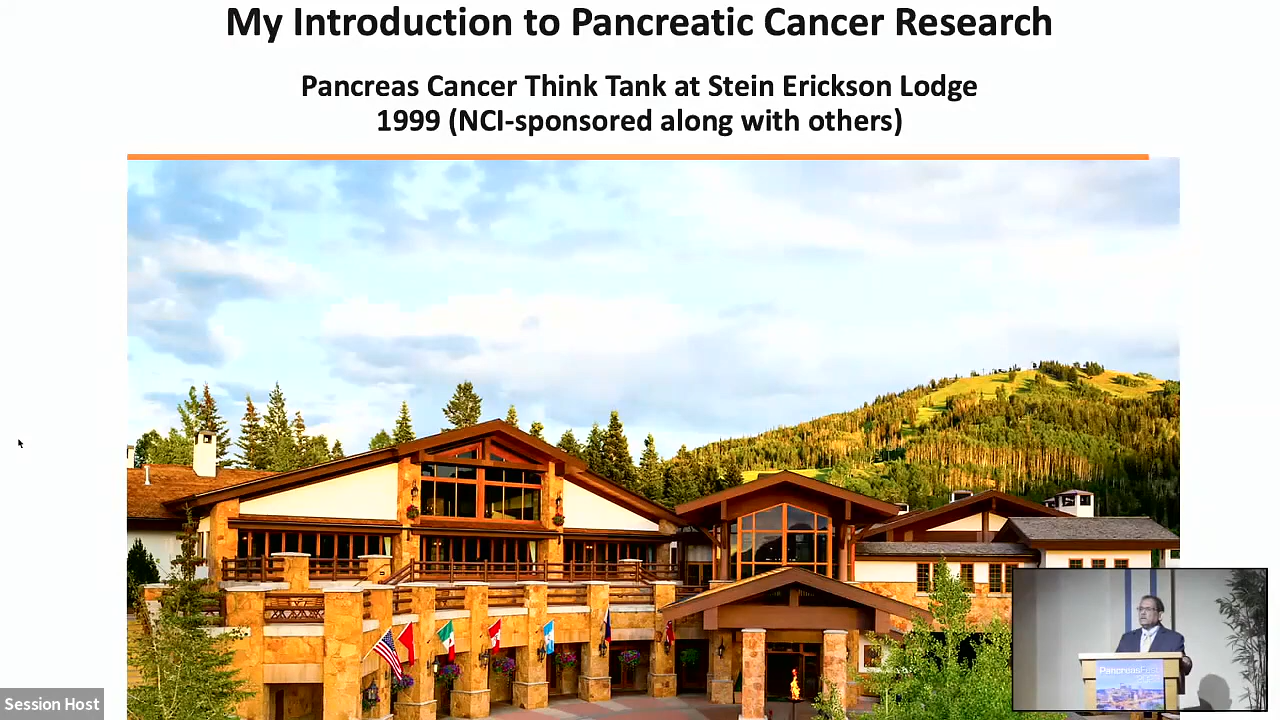 My Introduction to Pancreatic Cancer Research
Pancreas Cancer Think Tank at Stein Erickson Lodge
1999 (NCI-sponsored along with others)
PancreasFest
Session Host